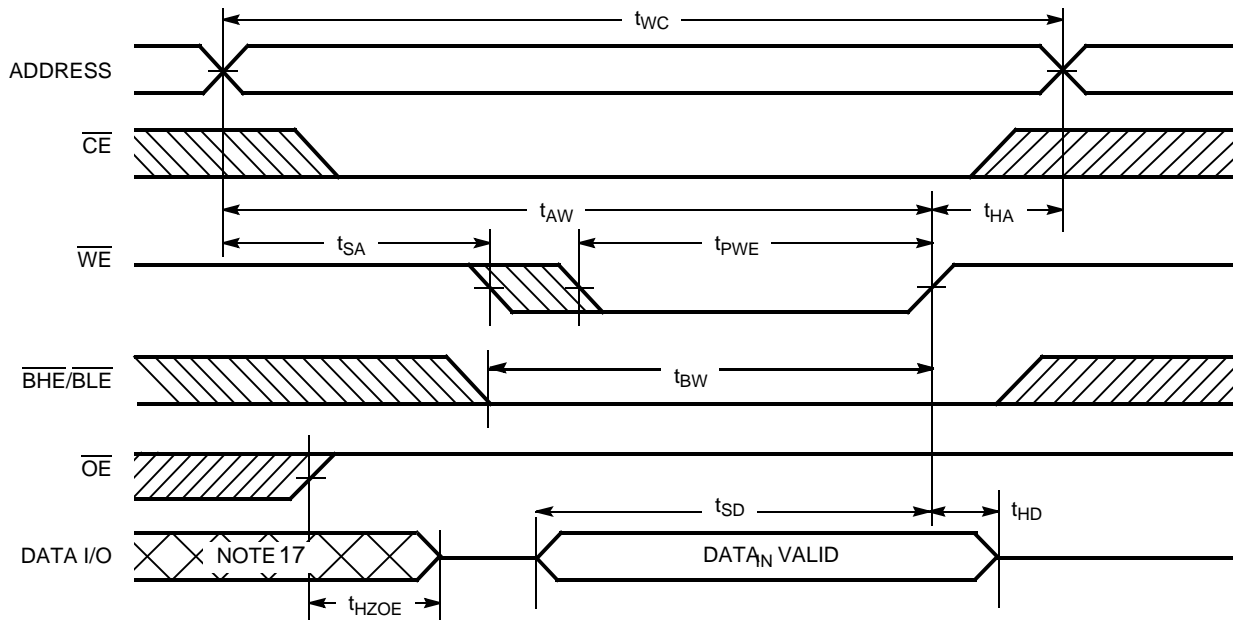 tWC
ADDRESS
CE
tAW
tHA
tSA
tPWE
WE
BHE/BLE
tBW
OE
tSD
tHD
DATA I/O
NOTE 17
DATAIN VALID
tHZOE